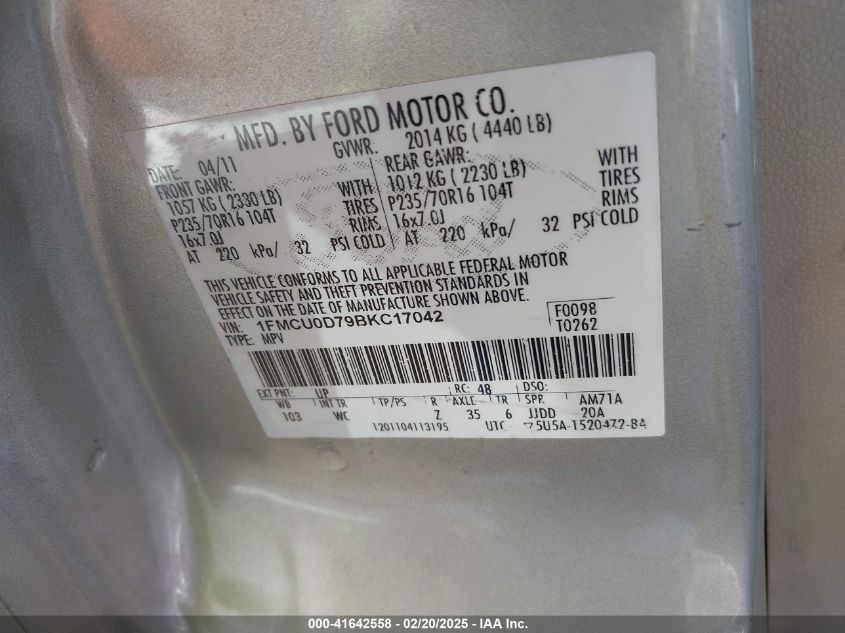 MFD. BY FORD MOTOR CO.
DATE: 04/11 GVWR: 2014 KG ( 4440 LB)
FRONT GAWR: REAR GAWR:
1057 KG ( 2330 LB) WITH 1012 KG ( 2230 LB) WITH
P235/70R16 104T TIRES P235/70R16 104T TIRES
16x7.0J RIMS 16x7.0J RIMS
AT 220 kPa/ 32 PSI COLD AT 220 kPa/ 32 PSI COLD
THIS VEHICLE CONFORMS TO ALL APPLICABLE FEDERAL MOTOR
VEHICLE SAFETY AND THEFT PREVENTION STANDARDS IN
EFFECT ON THE DATE OF MANUFACTURE SHOWN ABOVE.
VIN: 1FMCU0D79BKC17042 F0098
TYPE: MPV T0262
EXT PNT: UP RC: 48 DSO:
WB INT TR TP/PS R AXLE TR SPR AM71A
103 WC Z 35 6 JJDD 20A
1201104113195 UTC 75U5A-1520472-BA
000-41642558 - 02/20/2025 - IAA Inc.